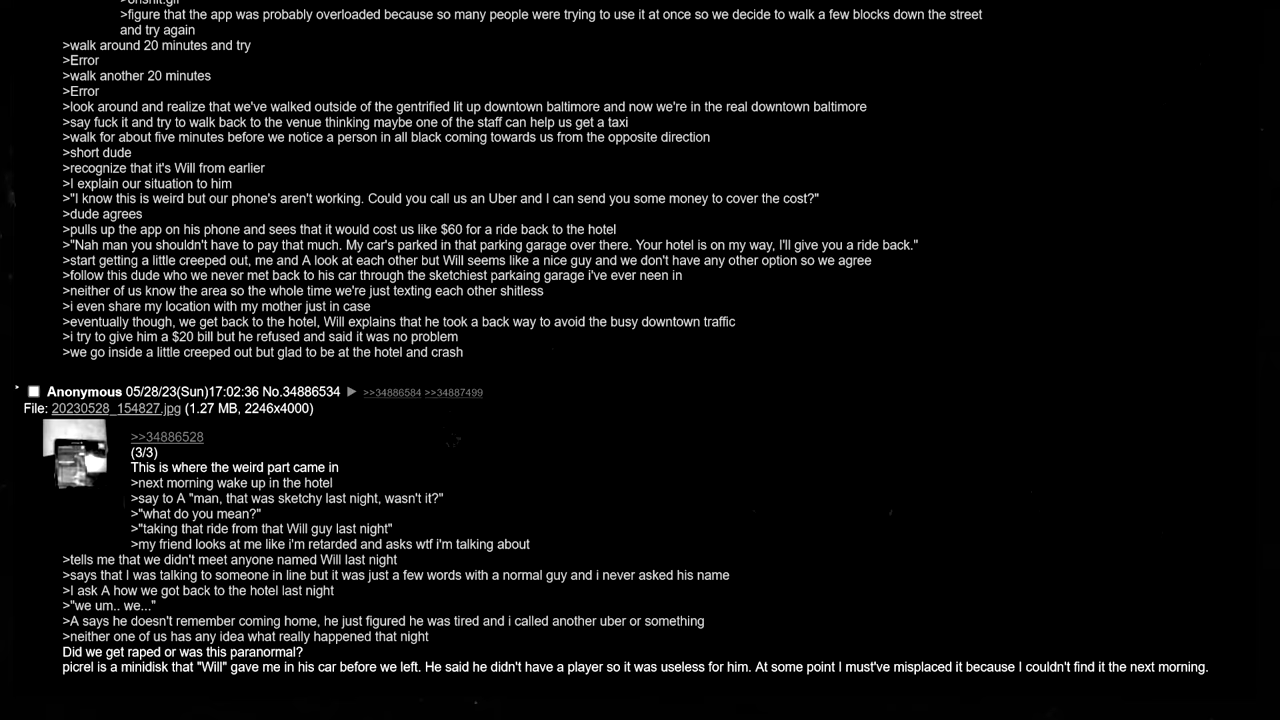 >figure that the app was probably overloaded because so many people were trying to use it at once so we decide to walk a few blocks down the street
and try again
>walk around 20 minutes and try
>Error
>walk another 20 minutes
>Error
>look around and realize that we've walked outside of the gentrified lit up downtown baltimore and now we're in the real downtown baltimore
>say fuck it and try to walk back to the venue thinking maybe one of the staff can help us get a taxi
>walk for about five minutes before we notice a person in all black coming towards us from the opposite direction
>short dude
>recognize that it's Will from earlier
>I explain our situation to him
>"I know this is weird but our phone's aren't working. Could you call us an Uber and I can send you some money to cover the cost?"
>dude agrees
>pulls up the app on his phone and sees that it would cost us like $60 for a ride back to the hotel
>"Nah man you shouldn't have to pay that much. My car's parked in that parking garage over there. Your hotel is on my way, I'll give you a ride back."
>start getting a little creeped out, me and A look at each other but Will seems like a nice guy and we don't have any other option so we agree
>follow this dude who we never met back to his car through the sketchiest parkaing garage i've ever neen in
>neither of us know the area so the whole time we're just texting each other shitless
>i even share my location with my mother just in case
>eventually though, we get back to the hotel, Will explains that he took a back way to avoid the busy downtown traffic
>i try to give him a $20 bill but he refused and said it was no problem
>we go inside a little creeped out but glad to be at the hotel and crash
Anonymous 05/28/23(Sun)17:02:36 No.34886534 ▶ >>34886584 >>34887499
File: 20230528_154827.jpg (1.27 MB, 2246x4000)
>>34886528
(3/3)
This is where the weird part came in
>next morning wake up in the hotel
>say to A "man, that was sketchy last night, wasn't it?"
>"what do you mean?"
>"taking that ride from that Will guy last night"
>my friend looks at me like i'm retarded and asks wtf i'm talking about
>tells me that we didn't meet anyone named Will last night
>says that I was talking to someone in line but it was just a few words with a normal guy and i never asked his name
>I ask A how we got back to the hotel last night
>"we um.. we..."
>A says he doesn't remember coming home, he just figured he was tired and i called another uber or something
>neither one of us has any idea what really happened that night
Did we get raped or was this paranormal?
picrel is a minidisk that "Will" gave me in his car before we left. He said he didn't have a player so it was useless for him. At some point I must've misplaced it because I couldn't find it the next morning.